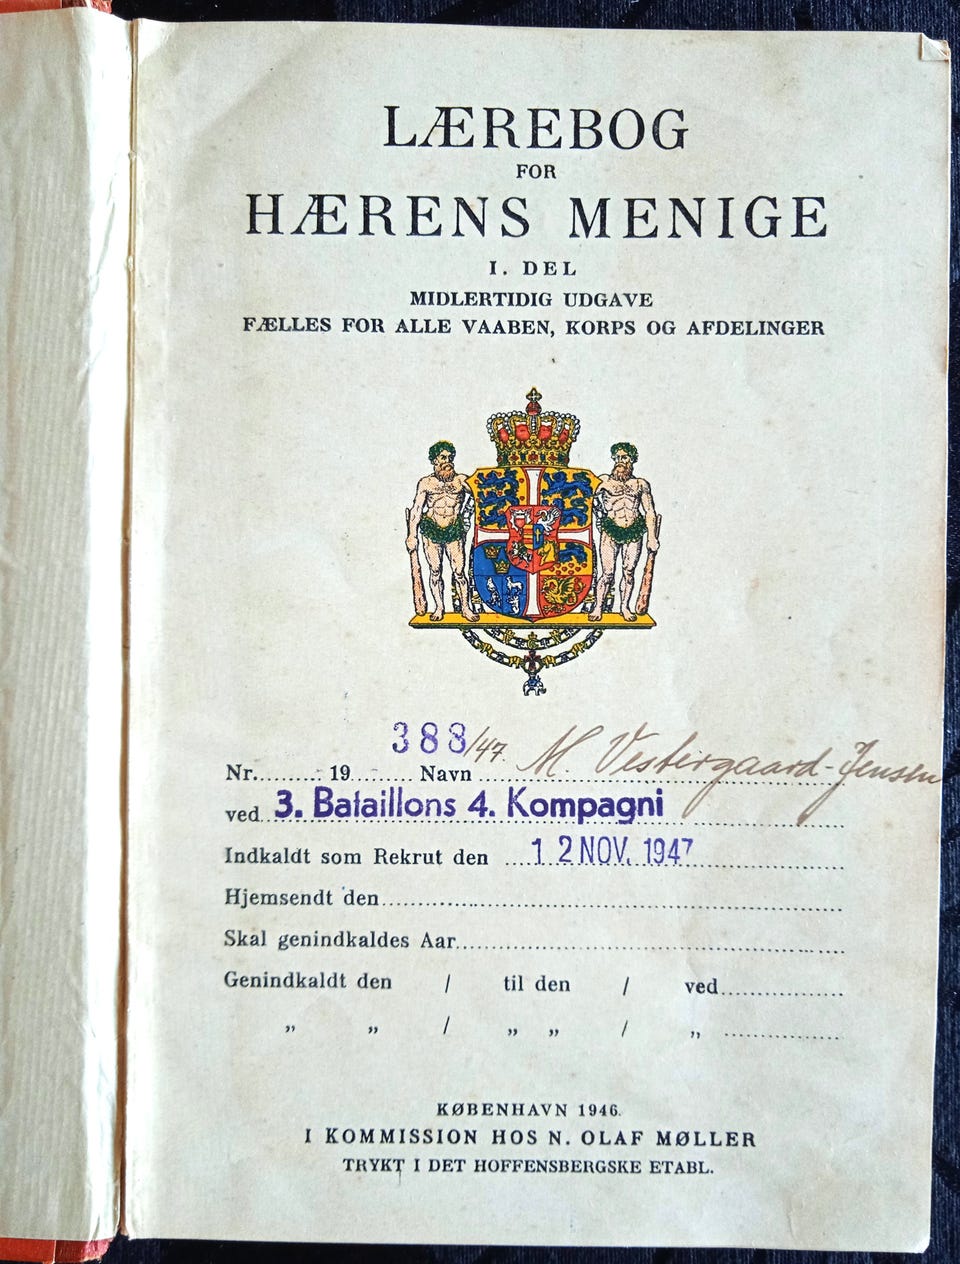 LÆREBOG
FOR
HÆRENS MENIGE
I. DEL
MIDLERTIDIG UDGAVE
FÆLLES FOR ALLE VAABEN, KORPS OG AFDELINGER
388/47. M Vestergaard-Jensen
Nr.......... 19.......... Navn..........
ved..3. Bataillons 4. Kompagni
Indkaldt som Rekrut den ....12 NOV. 1947
Hjemsendt den..........
Skal genindkaldes Aar..........
Genindkaldt den / til den / ved..........
„ „ / „ „ / „ ..........
KØBENHAVN 1946.
I KOMMISSION HOS N. OLAF MØLLER
TRYKT I DET HOFFENSBERGSKE ETABL.